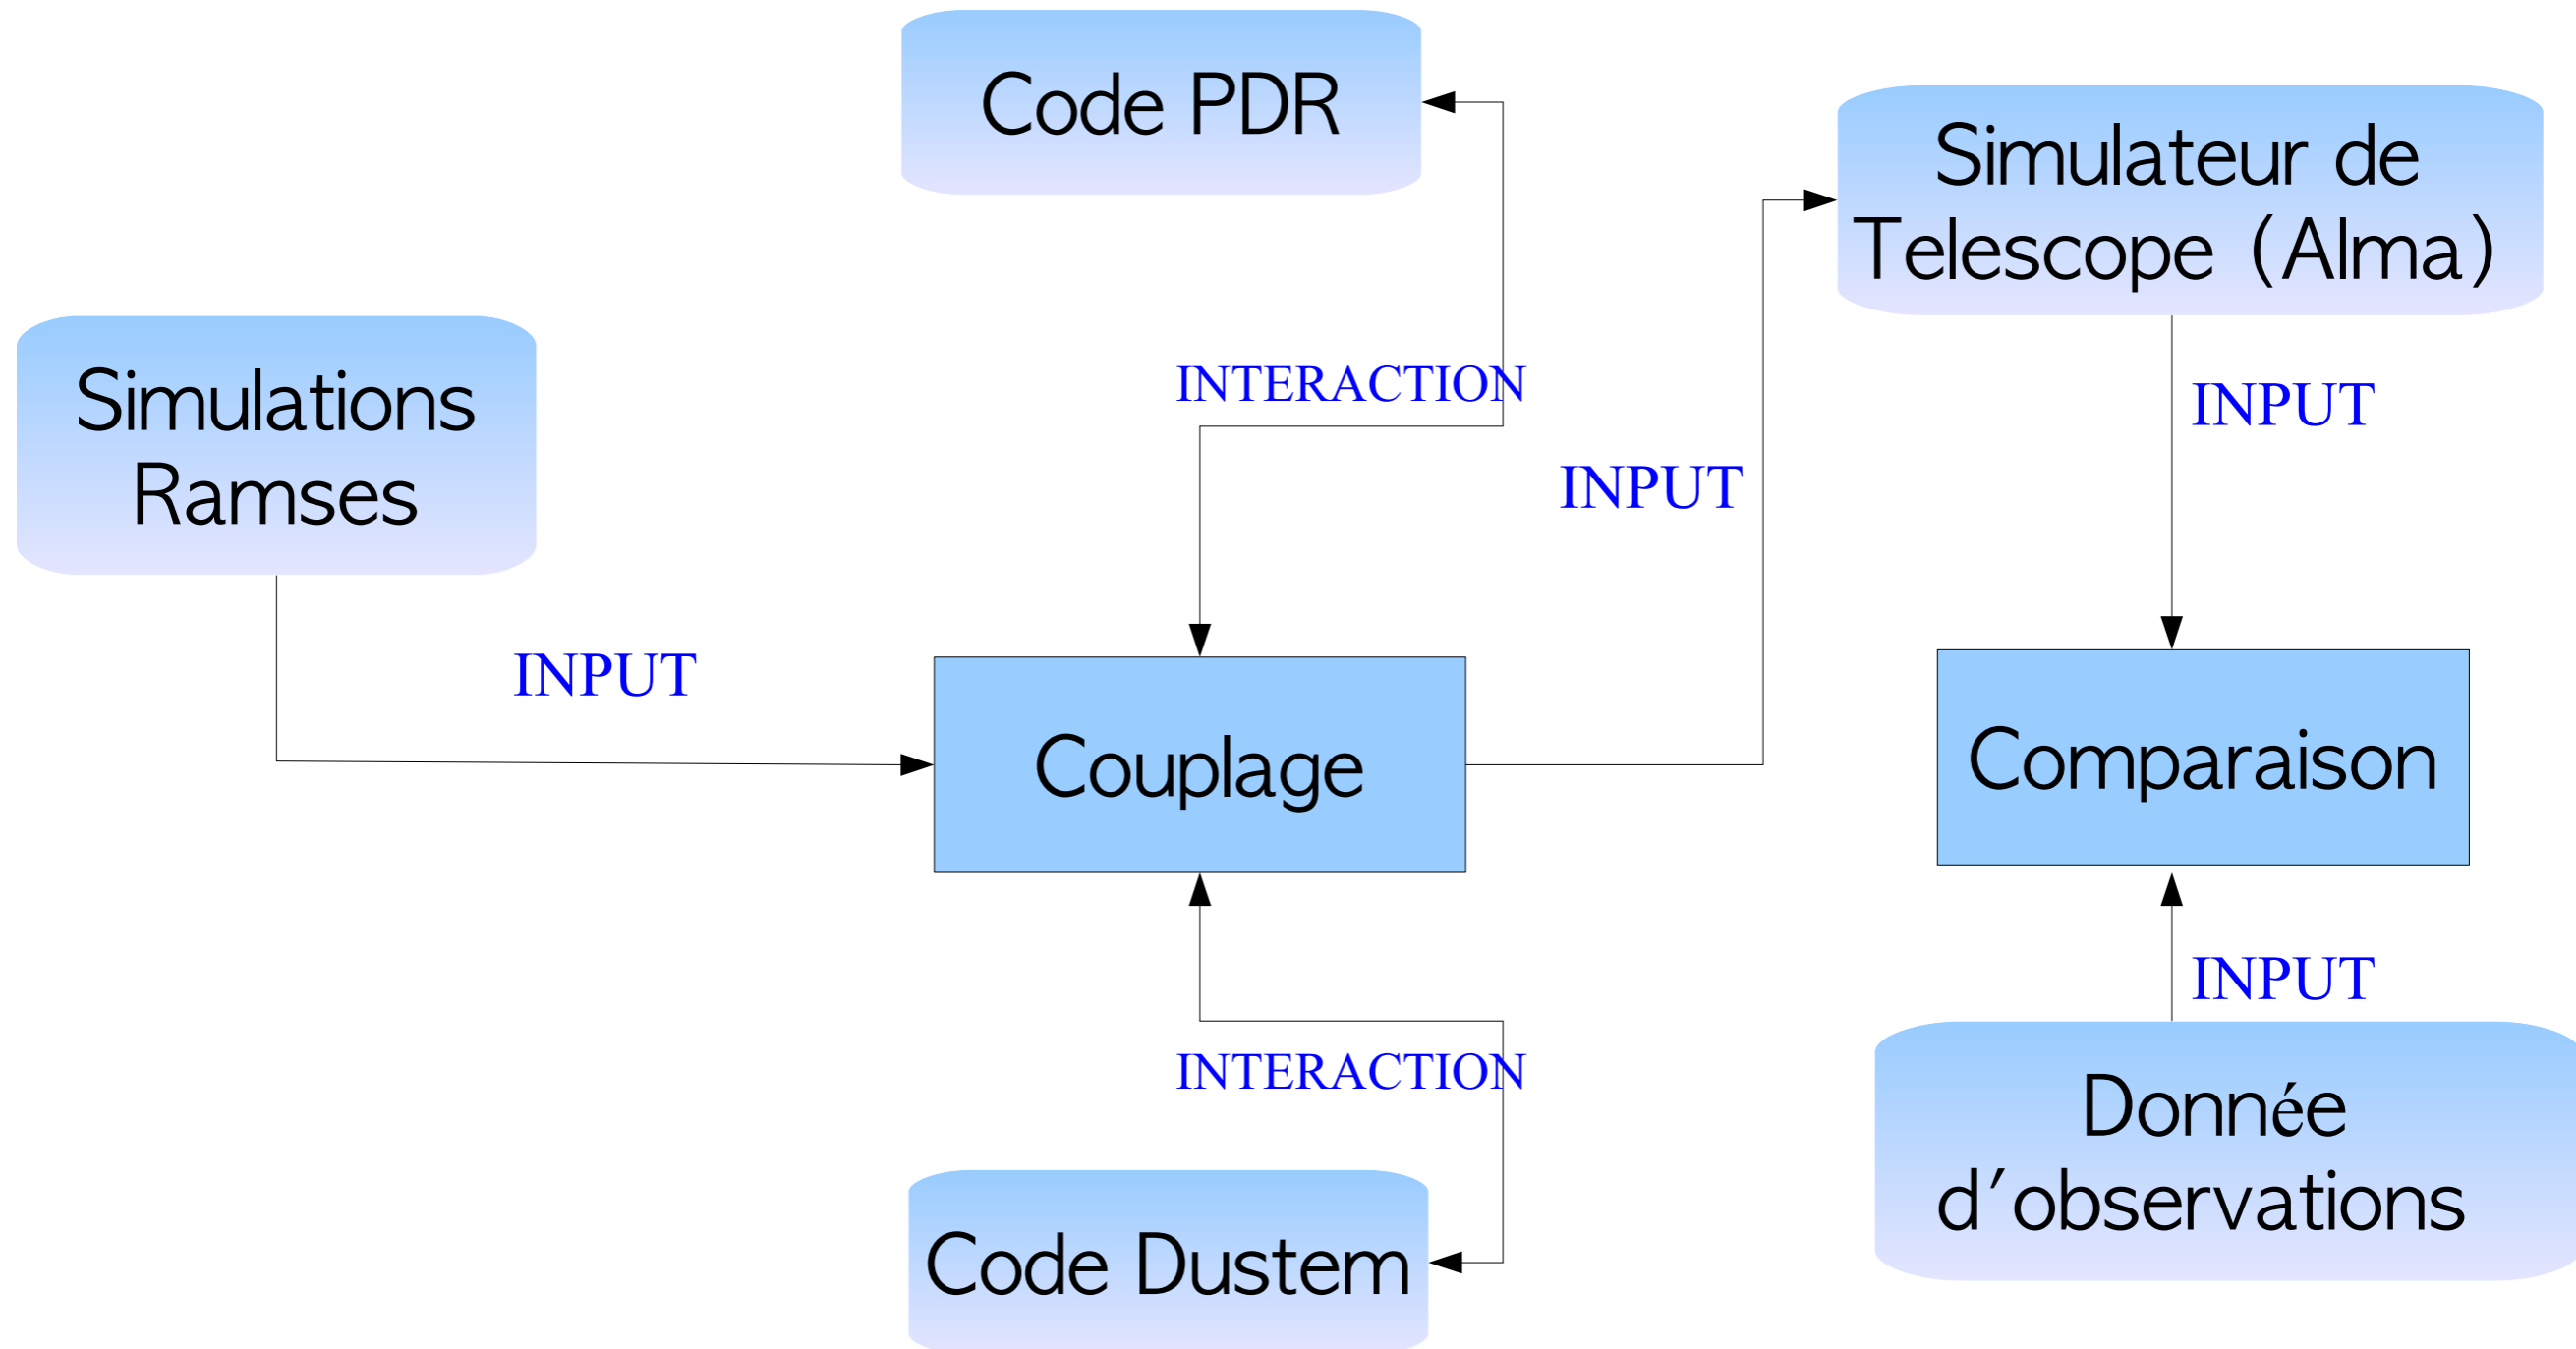 Code PDR
Simulateur de
Telescope (Alma)
Simulations
Ramses
INTERACTION
INPUT
INPUT
INPUT
Couplage
Comparaison
INPUT
INTERACTION
Donnée
d'observations
Code Dustem